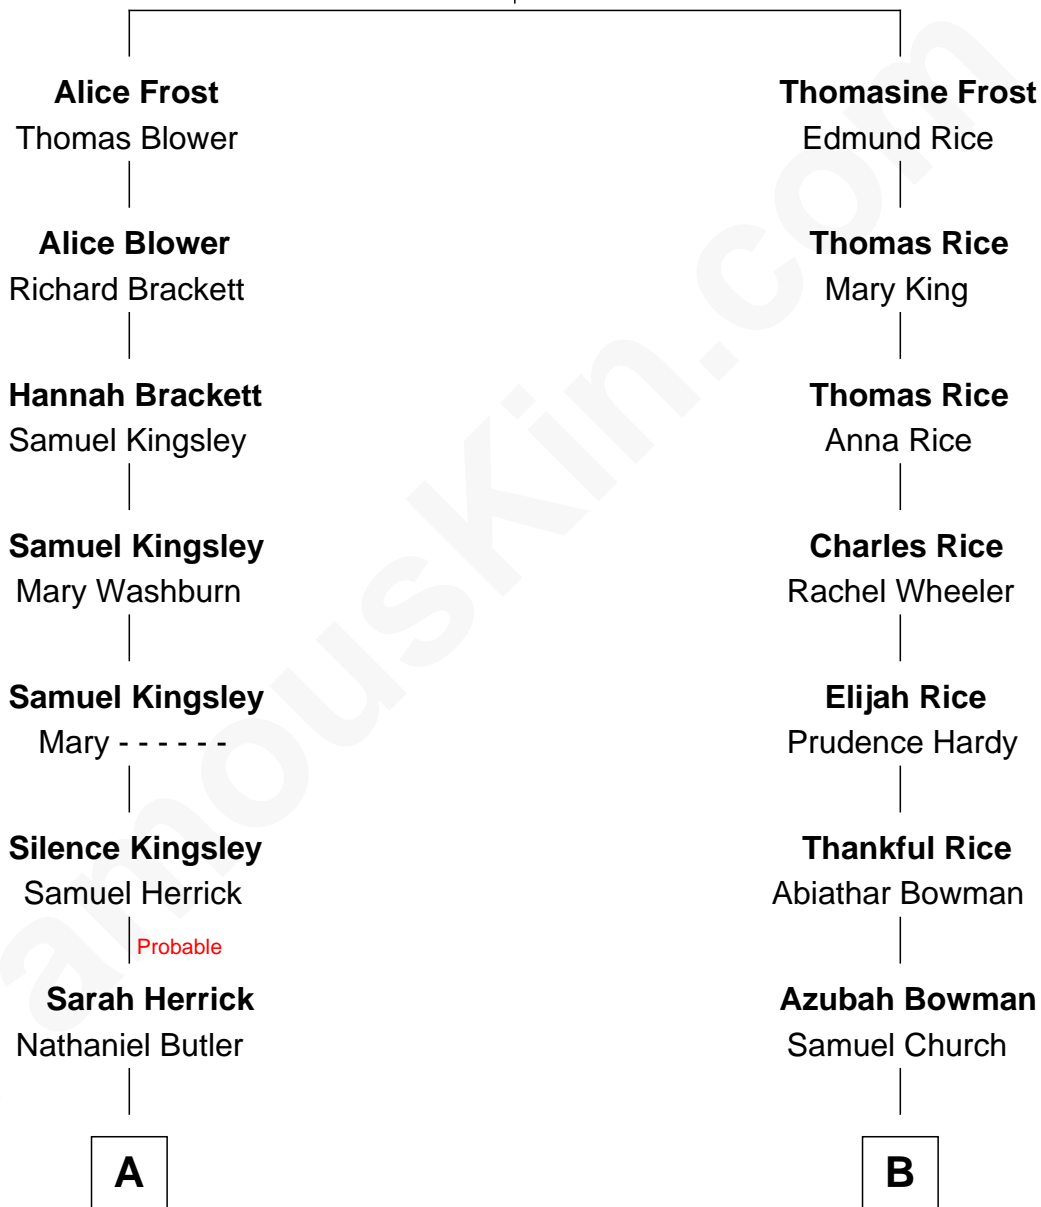 Alice Frost
Thomas Blower
Alice Blower
Richard Brackett
Hannah Brackett
Samuel Kingsley
Samuel Kingsley
Mary Washburn
Samuel Kingsley
Mary - - - - - -
Silence Kingsley
Samuel Herrick
Probable
Sarah Herrick
Nathaniel Butler
A
Thomasine Frost
Edmund Rice
Thomas Rice
Mary King
Thomas Rice
Anna Rice
Charles Rice
Rachel Wheeler
Elijah Rice
Prudence Hardy
Thankful Rice
Abiathar Bowman
Azubah Bowman
Samuel Church
B
amousKin.com